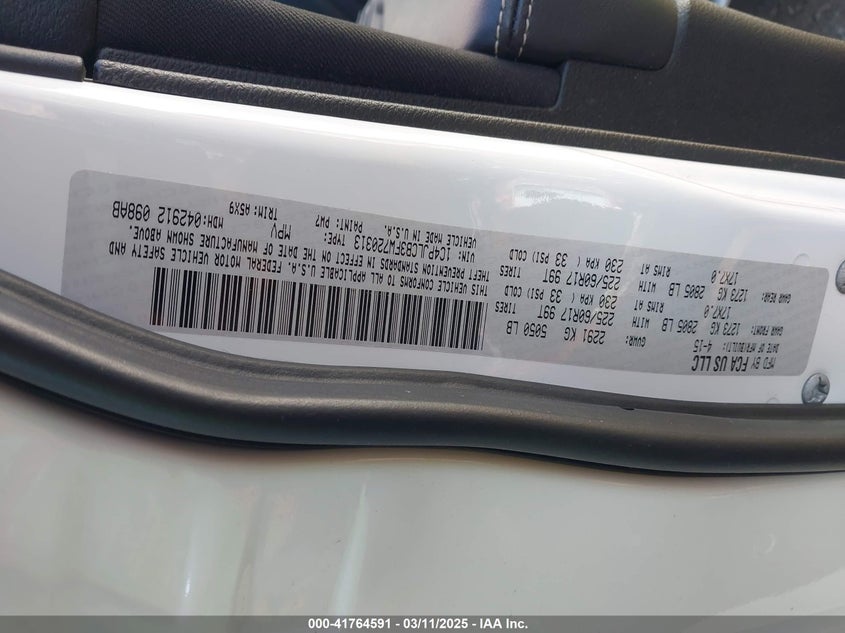 MFD BY FCA US LLC
DATE OF MFR(BUILT): 4-15 GVWR: 2291 KG 5050 LB
GAWR FRONT: 1273 KG 2805 LB WITH 225/60R17 99T TIRES
17X7.0 RIMS AT 230 KPA ( 33 PSI) COLD
GAWR REAR: 1273 KG 2805 LB WITH 225/60R17 99T TIRES
17X7.0 RIMS AT 230 KPA ( 33 PSI) COLD
THIS VEHICLE CONFORMS TO ALL APPLICABLE U.S.A. FEDERAL MOTOR VEHICLE SAFETY AND
THEFT PREVENTION STANDARDS IN EFFECT ON THE DATE OF MANUFACTURE SHOWN ABOVE.
VIN: 1C4PJLCB3FW720313 TYPE: MPV MDH:042912 098AB
VEHICLE MADE IN U.S.A. PAINT: PW7 TRIM: A5X9
000-41764591 - 03/11/2025 - IAA Inc.